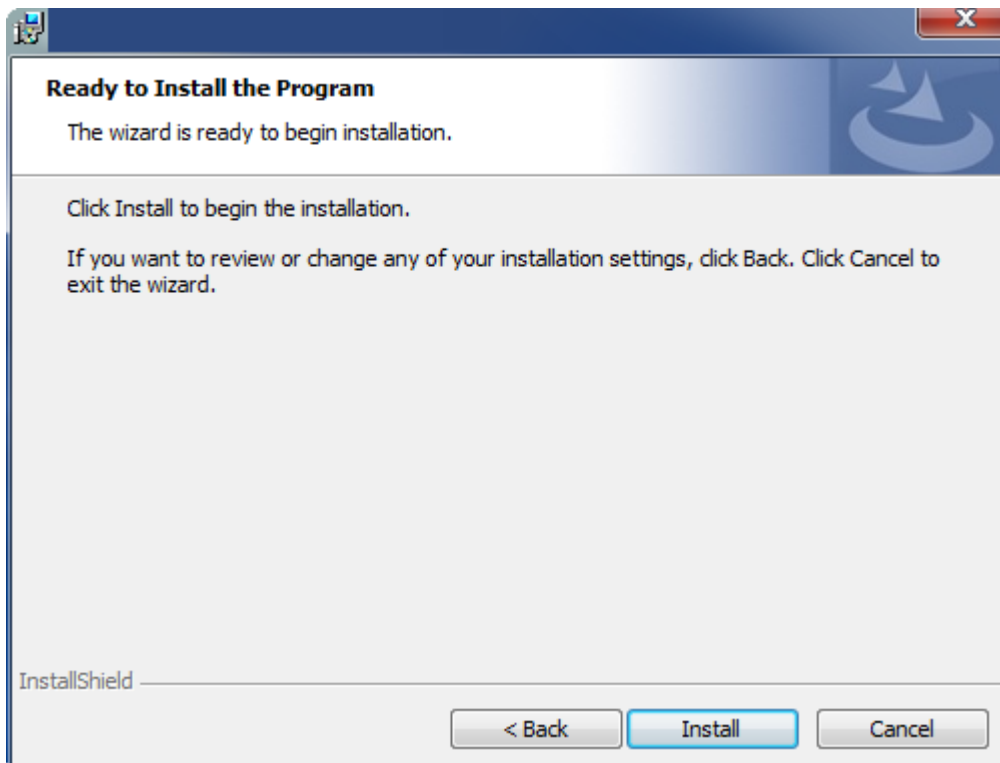 Ready to Install the Program
The wizard is ready to begin installation.
Click Install to begin the installation.
If you want to review or change any of your installation settings, click Back. Click Cancel to
exit the wizard.
InstallShield
< Back
Install
Cancel